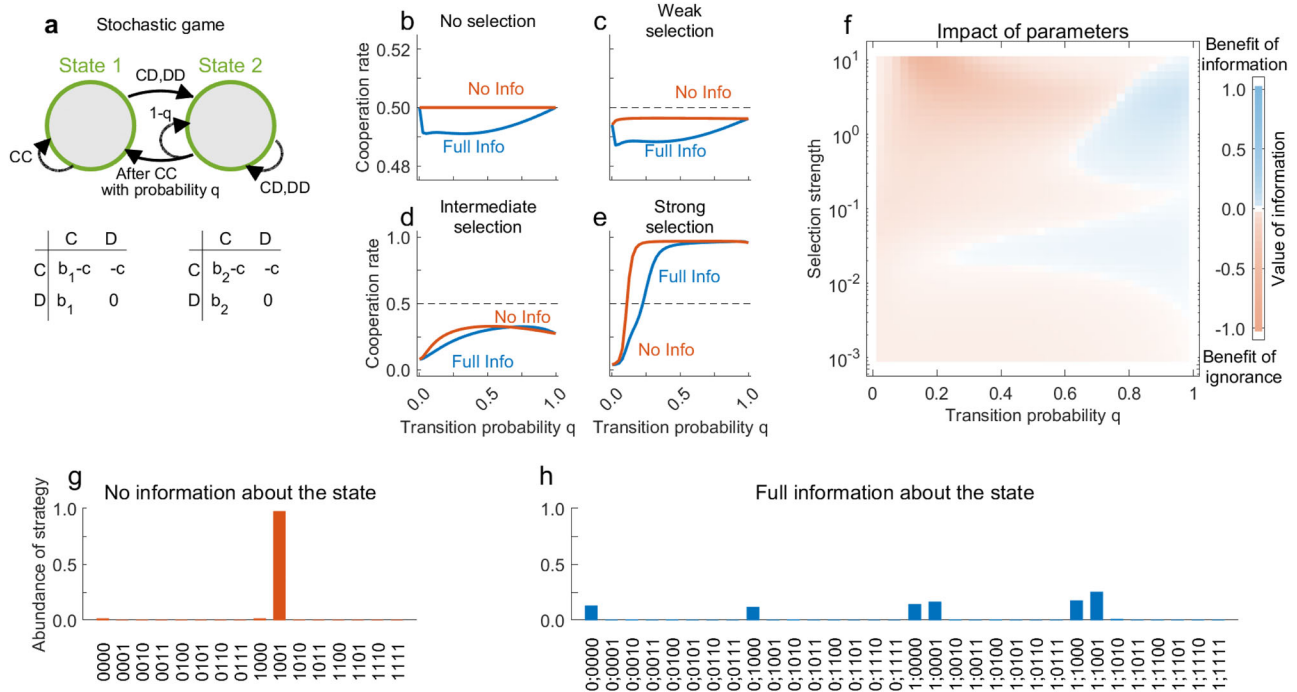 a
Stochastic game
State 1
State 2
CD,DD
1-q
CC
After CC
with probability q
CD,DD
C D
C b1-c -c
D b1 0
C D
C b2-c -c
D b2 0
b
No selection
Cooperation rate
0.52
0.50
0.48
No Info
Full Info
c
Weak
selection
No Info
Full Info
d
Intermediate
selection
Cooperation rate
1.0
0.5
0.0
No Info
Full Info
0.0 0.5 1.0
Transition probability q
e
Strong
selection
Full Info
No Info
0.0 0.5 1.0
Transition probability q
f
Impact of parameters
Selection strength
10^1
10^0
10^-1
10^-2
10^-3
0 0.2 0.4 0.6 0.8 1
Transition probability q
Benefit of
information
1.0
0.5
0
-0.5
-1.0
Value of information
Benefit of
ignorance
g
No information about the state
Abundance of strategy
1.0
0.5
0.0
0000
0001
0010
0011
0100
0101
0110
0111
1000
1001
1010
1011
1100
1101
1110
1111
h
Full information about the state
1.0
0.5
0.0
0;0000
0;0001
0;0010
0;0011
0;0100
0;0101
0;0110
0;0111
0;1000
0;1001
0;1010
0;1011
0;1100
0;1101
0;1110
0;1111
1;0000
1;0001
1;0010
1;0011
1;0100
1;0101
1;0110
1;0111
1;1000
1;1001
1;1010
1;1011
1;1100
1;1101
1;1110
1;1111